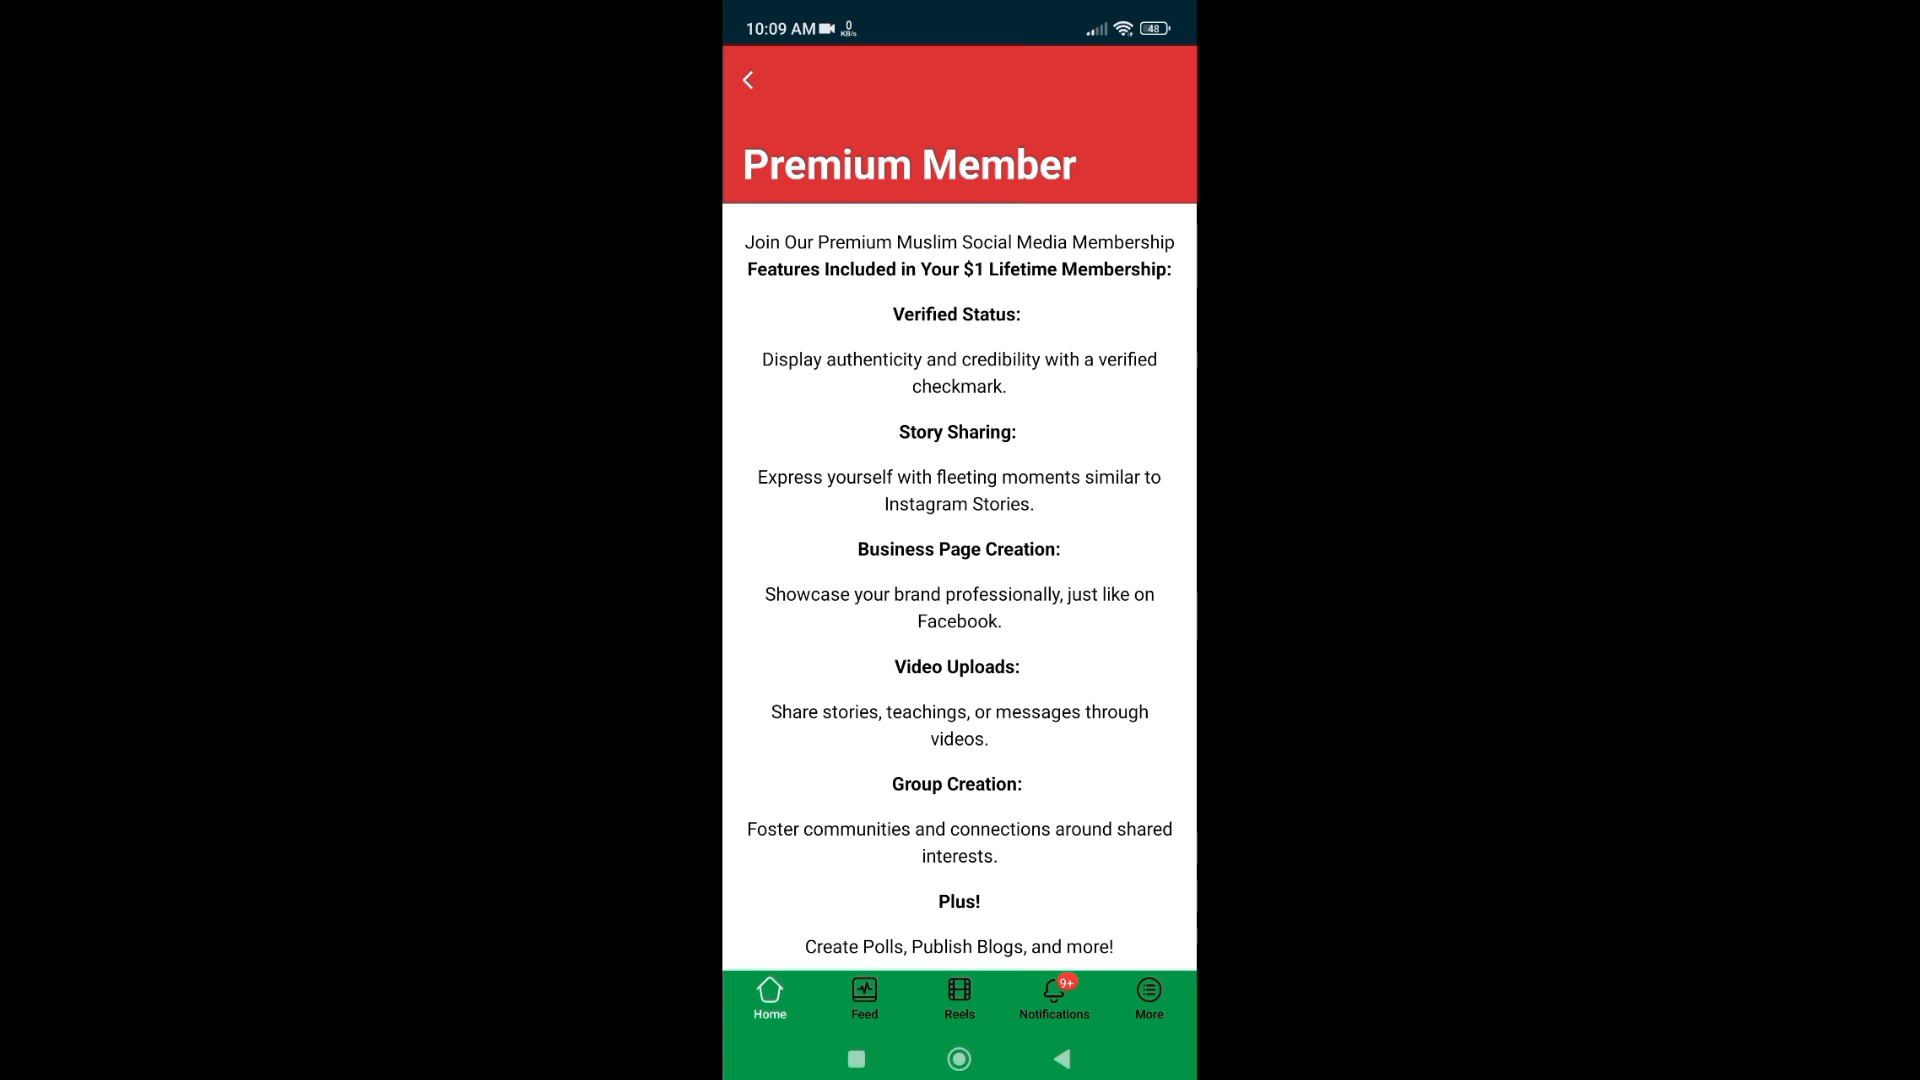 10:09 AM 0 KB/s 48
Premium Member
Join Our Premium Muslim Social Media Membership
Features Included in Your $1 Lifetime Membership:
Verified Status:
Display authenticity and credibility with a verified
checkmark.
Story Sharing:
Express yourself with fleeting moments similar to
Instagram Stories.
Business Page Creation:
Showcase your brand professionally, just like on
Facebook.
Video Uploads:
Share stories, teachings, or messages through
videos.
Group Creation:
Foster communities and connections around shared
interests.
Plus!
Create Polls, Publish Blogs, and more!
9+
Home Feed Reels Notifications More